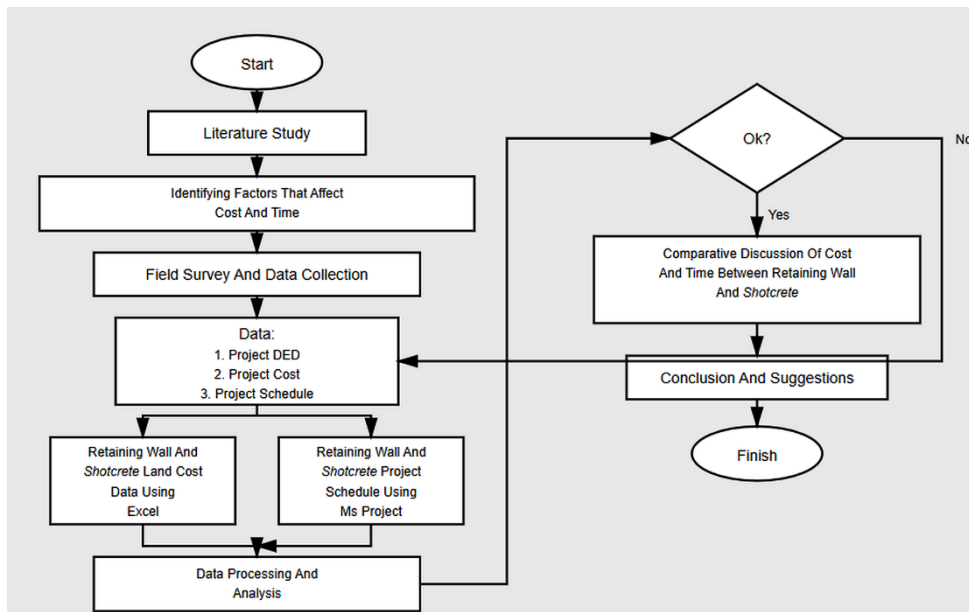 Start
Literature Study
Identifying Factors That Affect
Cost And Time
Field Survey And Data Collection
Data:
1. Project DED
2. Project Cost
3. Project Schedule
Retaining Wall And
Shotcrete Land Cost
Data Using
Excel
Retaining Wall And
Shotcrete Project
Schedule Using
Ms Project
Data Processing And
Analysis
Ok?
No
Yes
Comparative Discussion Of Cost
And Time Between Retaining Wall
And Shotcrete
Conclusion And Suggestions
Finish